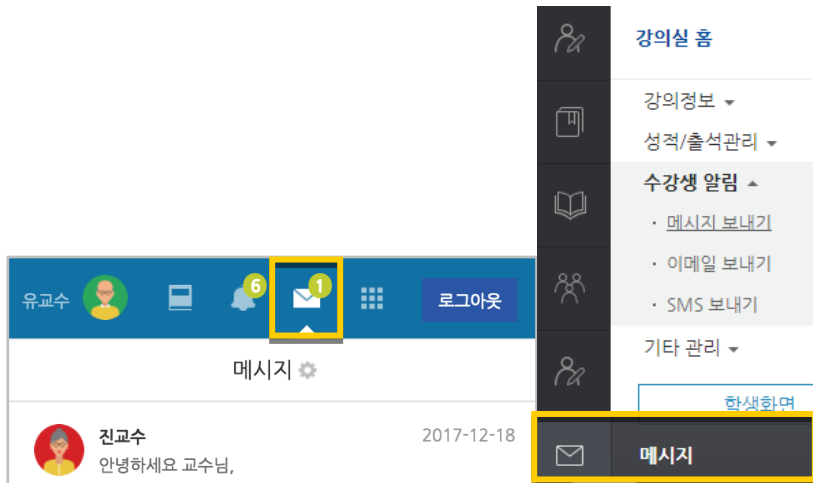 유교수
6
1
로그아웃
메시지
진교수
2017-12-18
안녕하세요 교수님,
강의실 홈
강의정보
성적/출석관리
수강생 알림
· 메시지 보내기
· 이메일 보내기
· SMS 보내기
기타 관리
학생화면
메시지